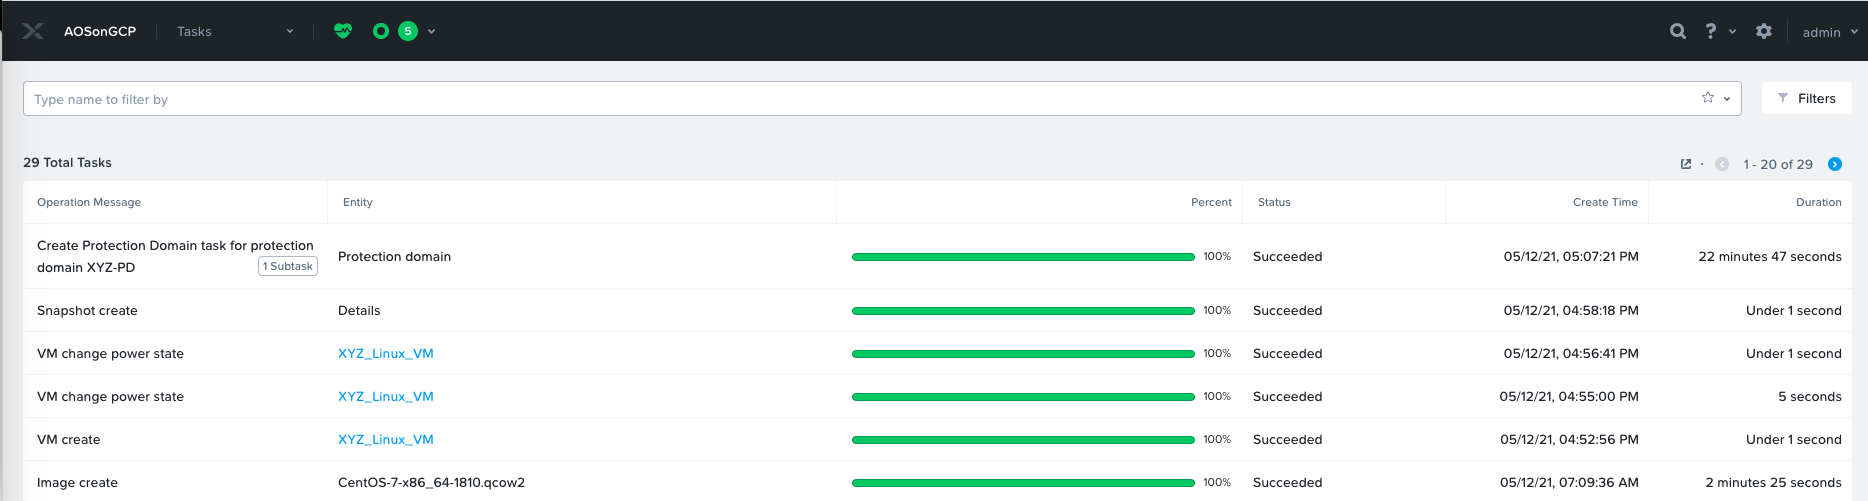 AOSonGCP Tasks 5 ? admin
Type name to filter by Filters
29 Total Tasks 1 - 20 of 29
Operation Message Entity Percent Status Create Time Duration
Create Protection Domain task for protection
domain XYZ-PD 1 Subtask Protection domain 100% Succeeded 05/12/21, 05:07:21 PM 22 minutes 47 seconds
Snapshot create Details 100% Succeeded 05/12/21, 04:58:18 PM Under 1 second
VM change power state XYZ_Linux_VM 100% Succeeded 05/12/21, 04:56:41 PM Under 1 second
VM change power state XYZ_Linux_VM 100% Succeeded 05/12/21, 04:55:00 PM 5 seconds
VM create XYZ_Linux_VM 100% Succeeded 05/12/21, 04:52:56 PM Under 1 second
Image create CentOS-7-x86_64-1810.qcow2 100% Succeeded 05/12/21, 07:09:36 AM 2 minutes 25 seconds